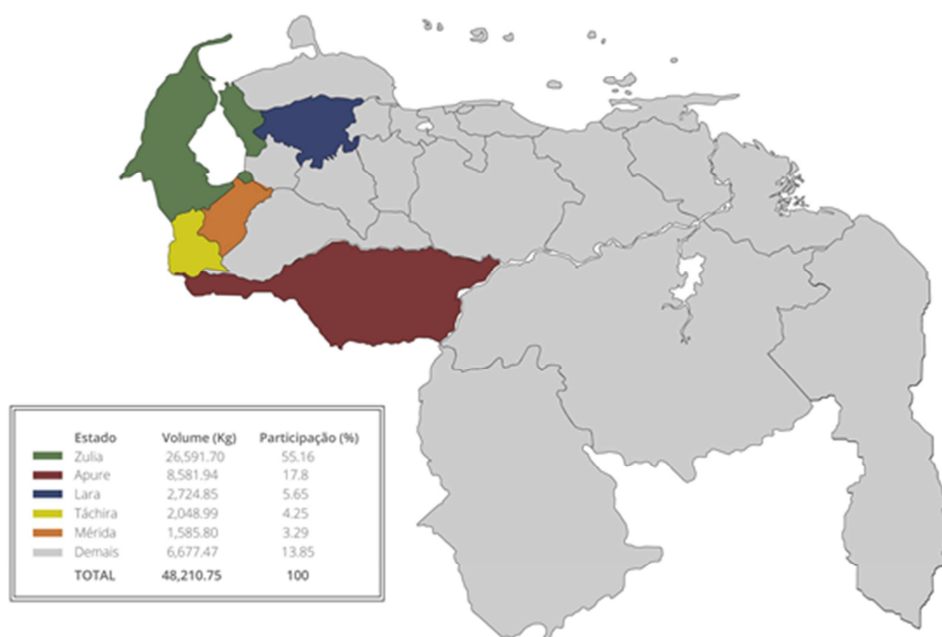 Estado Volume (Kg) Participação (%)
Zulia 26,591.70 55.16
Apure 8,581.94 17.8
Lara 2,724.85 5.65
Táchira 2,048.99 4.25
Mérida 1,585.80 3.29
Demais 6,677.47 13.85
TOTAL 48,210.75 100